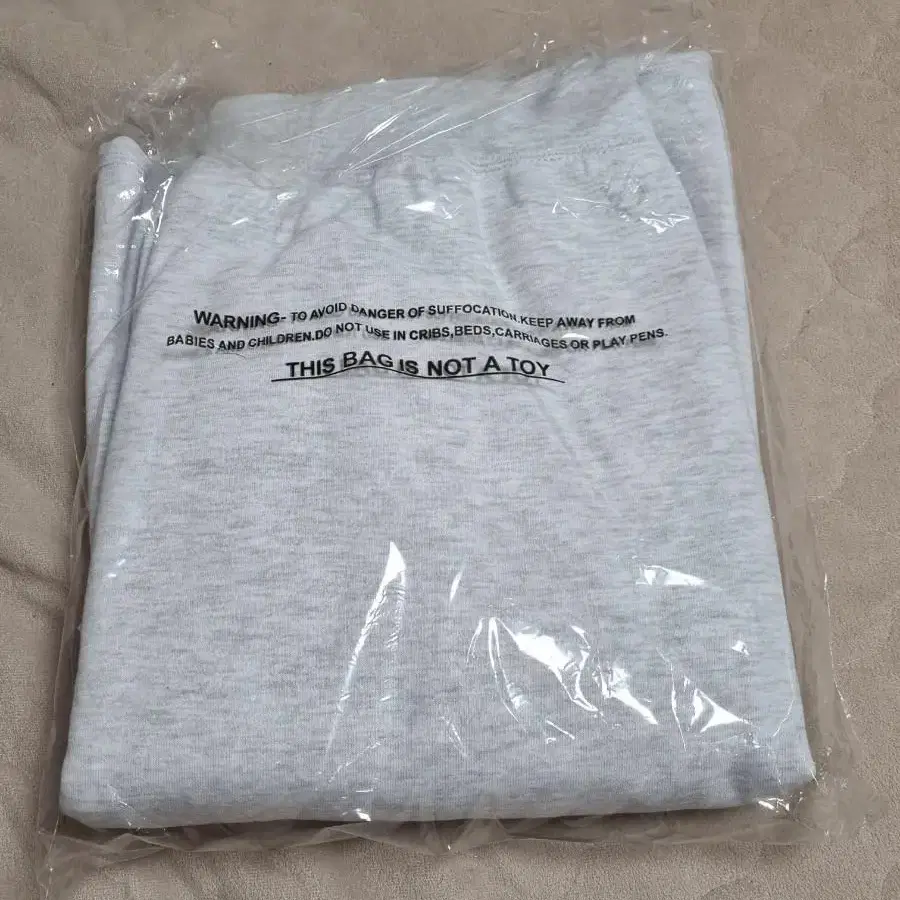 WARNING- TO AVOID DANGER OF SUFFOCATION.KEEP AWAY FROM
BABIES AND CHILDREN.DO NOT USE IN CRIBS,BEDS,CARRIAGES OR PLAY PENS.
THIS BAG IS NOT A TOY